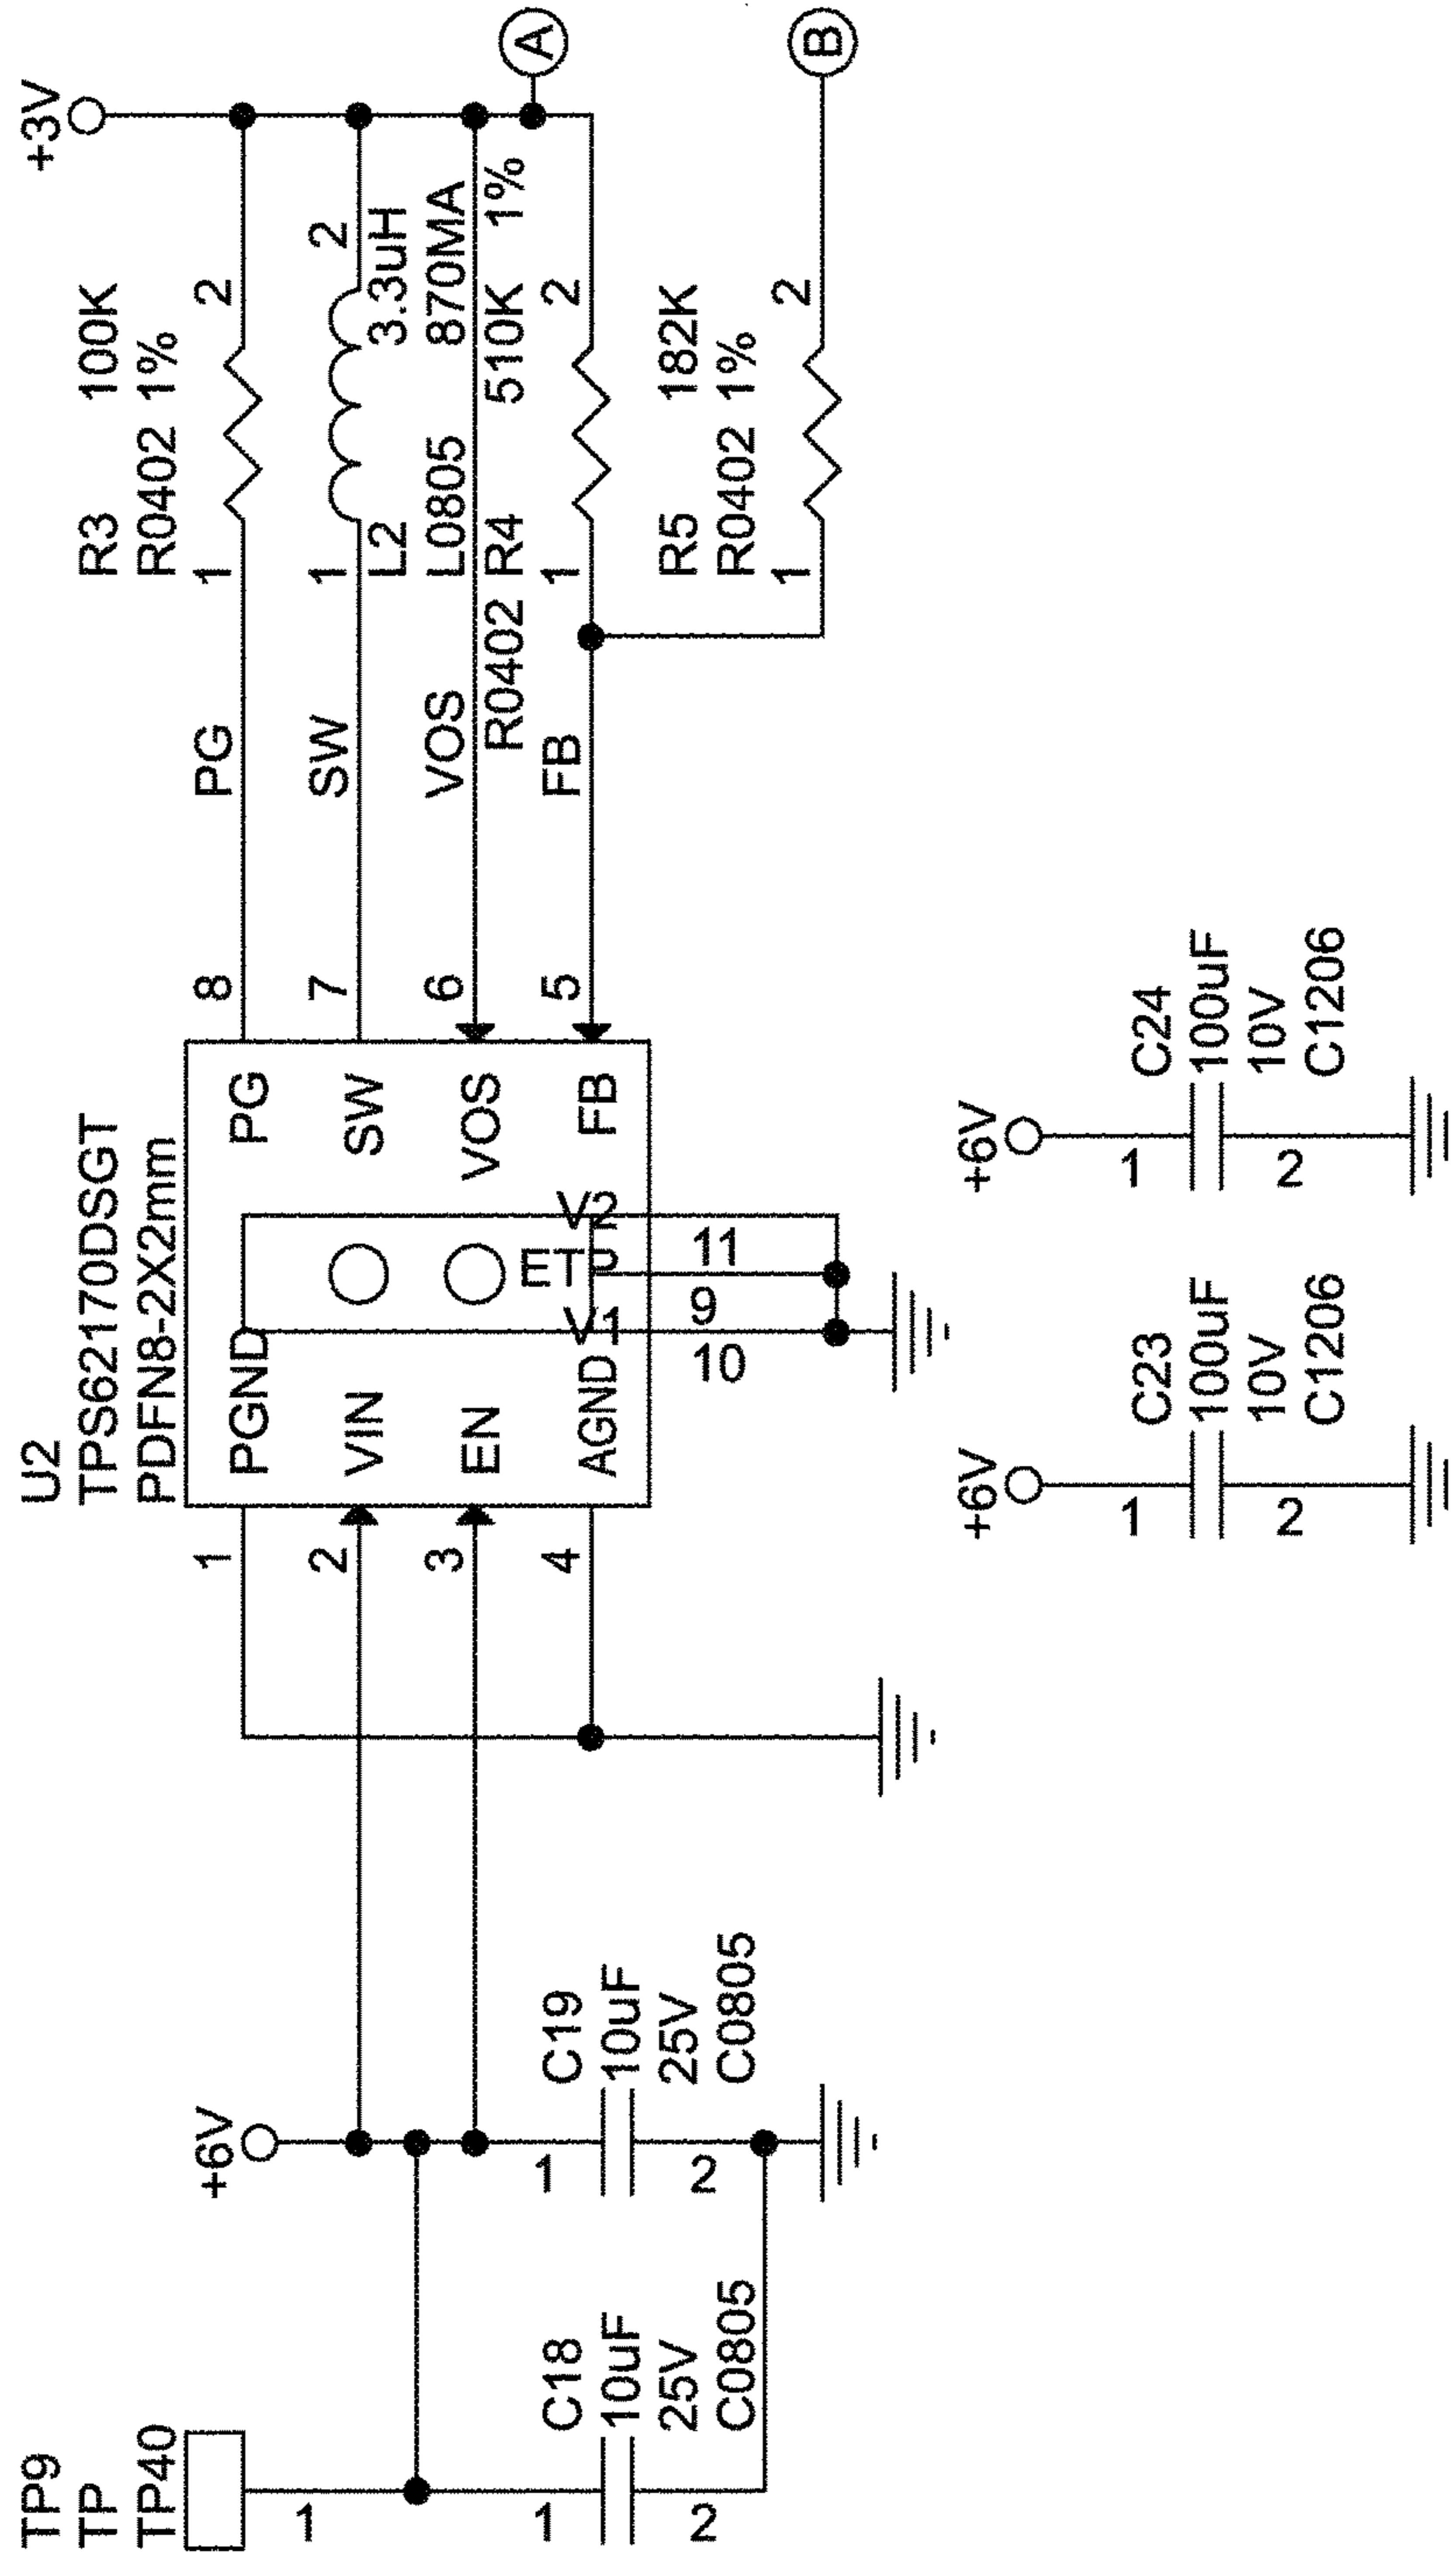 TP9
TP
TP40
1
+6V
C18
10uF
25V
C0805
1
2
C19
10uF
25V
C0805
1
2
U2
TPS62170DSGT
PDFN8-2X2mm
1
PGND
2
VIN
3
EN
4
AGND
PG
8
SW
7
VOS
6
FB
5
V2
ETP
V1
11
9
10
PG
SW
VOS
FB
R3 100K
R0402 1%
1
2
1
2
L2 3.3uH
L0805 870MA
R0402 R4 510K 1%
1
2
R5 182K
R0402 1%
1
2
+3V
A
B
+6V
1
2
C23
100uF
10V
C1206
+6V
1
2
C24
100uF
10V
C1206